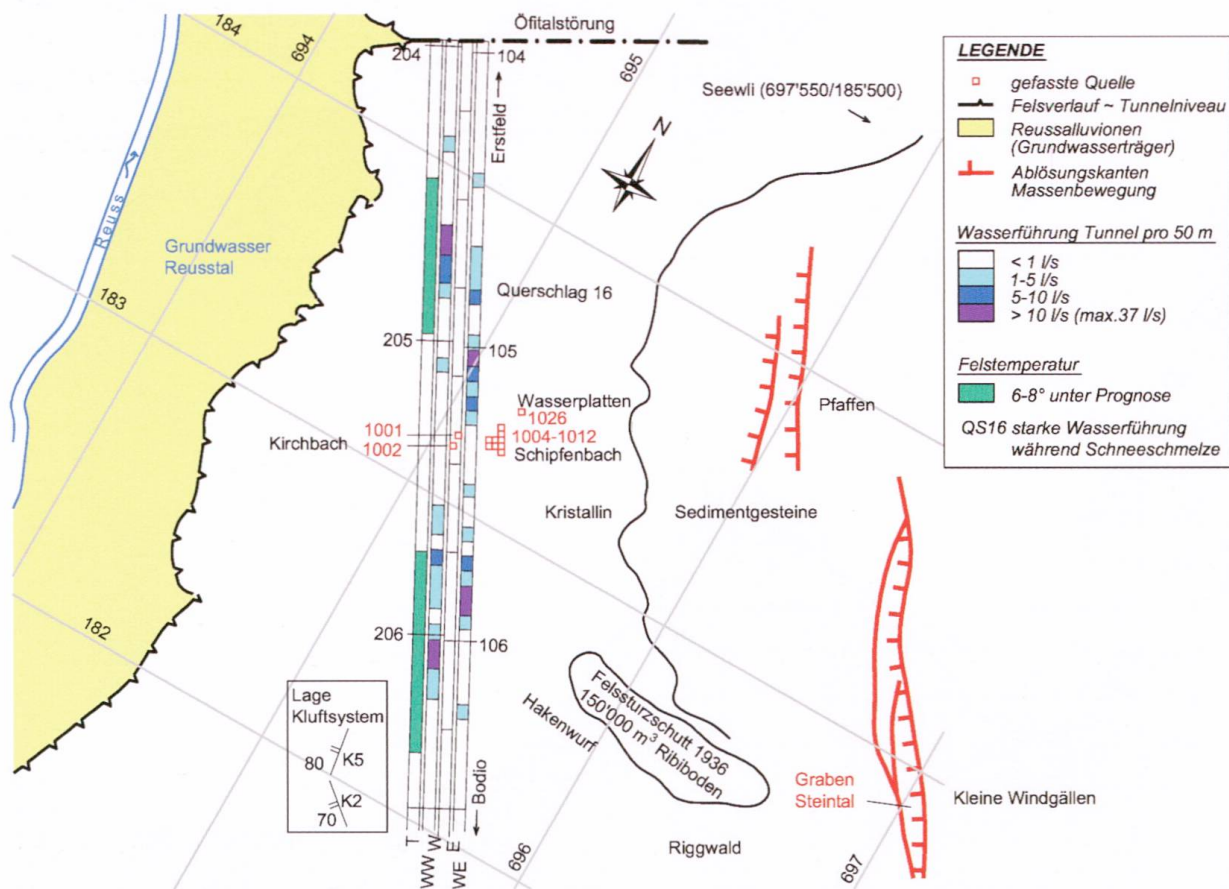 184
694
Öfitalstörung
204
104
695
Erstfeld
Seewli (697'550/185'500)
N
Reuss
Grundwasser
Reusstal
183
Querschlag 16
205
105
Wasserplatten
1026
1001
1002
Kirchbach
1004-1012
Schipfenbach
Pfaffen
Kristallin
Sedimentgesteine
182
206
106
Lage
Kluftsystem
80
K5
K2
70
Felssturzschutt 1936
150'000 m³ Ribiboden
Hakenwurf
Bodio
Graben
Steintal
Kleine Windgällen
Riggwald
T
WW
W
E
WE
696
697
LEGENDE
gefasste Quelle
Felsverlauf ~ Tunnelniveau
Reussalluvionen
(Grundwasserträger)
Ablösungskanten
Massenbewegung
Wasserführung Tunnel pro 50 m
< 1 l/s
1-5 l/s
5-10 l/s
> 10 l/s (max.37 l/s)
Felstemperatur
6-8° unter Prognose
QS16 starke Wasserführung
während Schneeschmelze